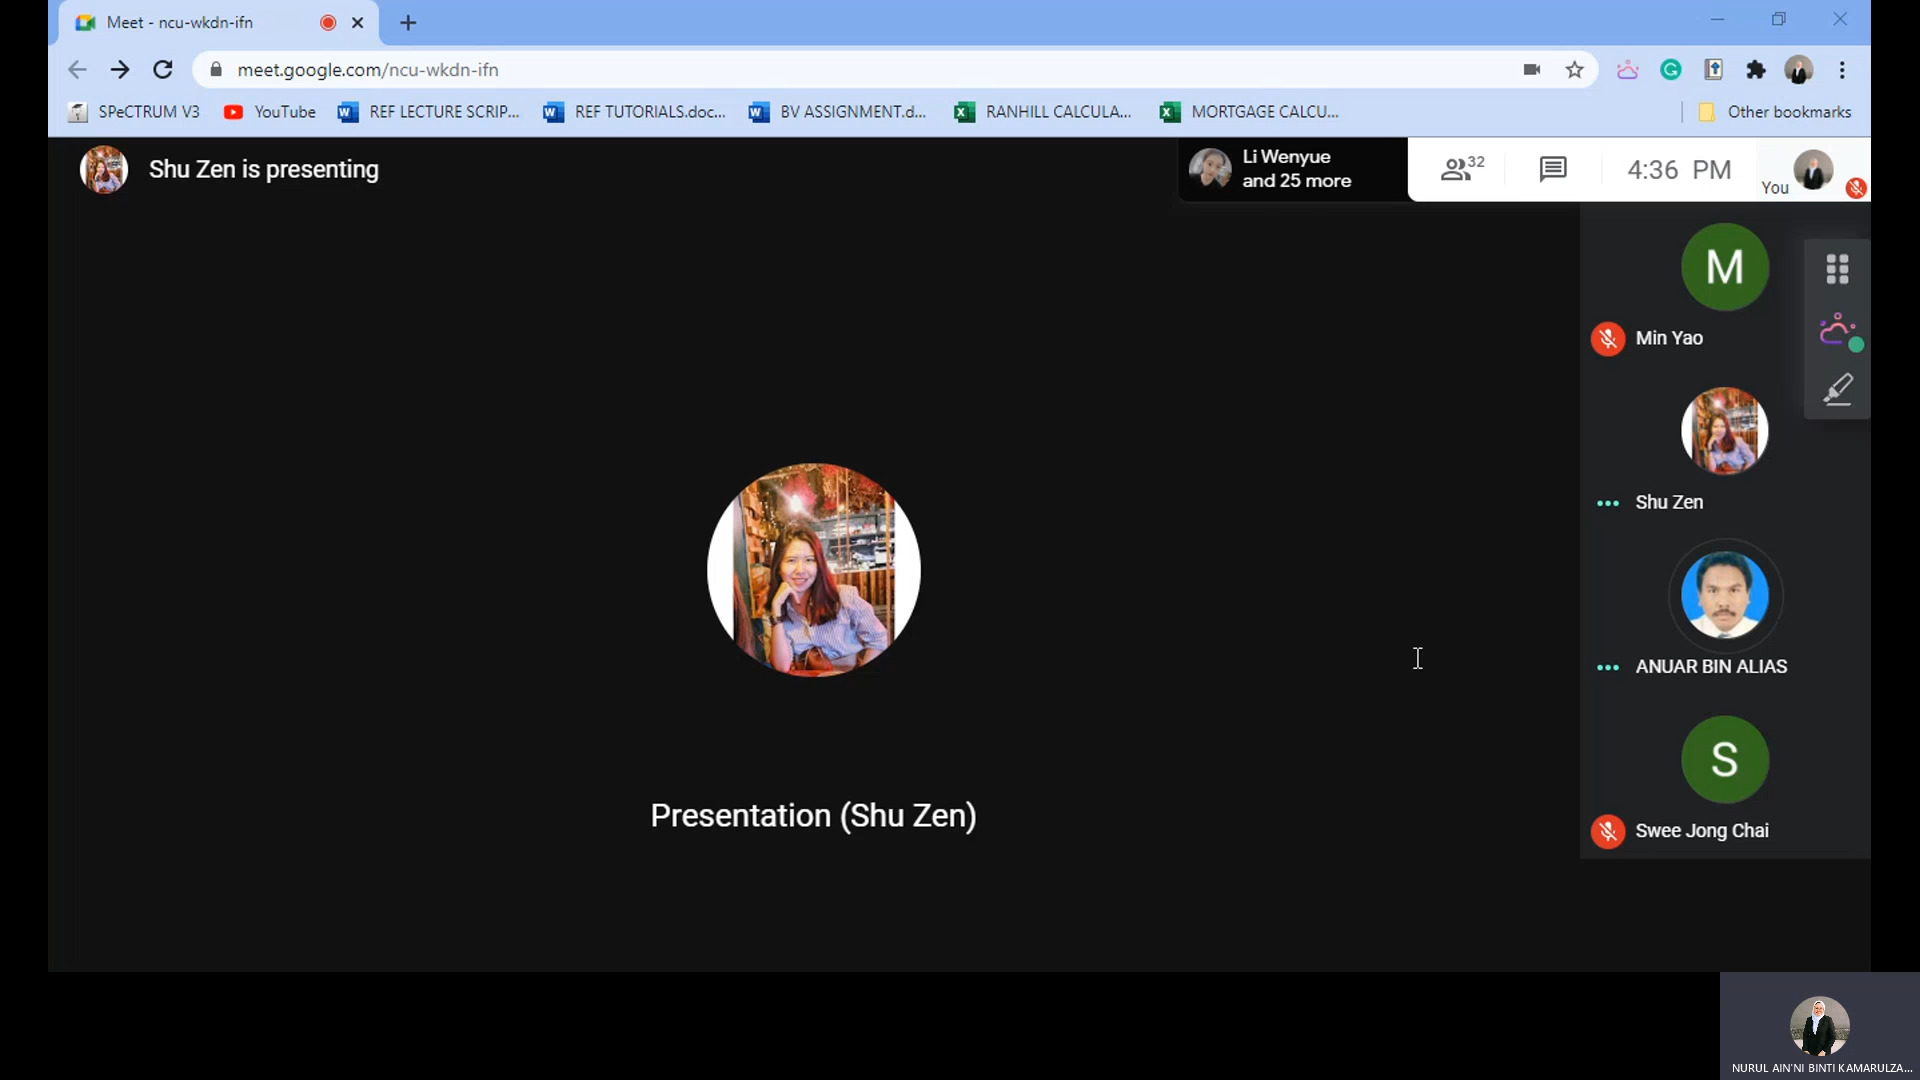 Meet - ncu-wkdn-ifn
meet.google.com/ncu-wkdn-ifn
SPeCTRUM V3
YouTube
REF LECTURE SCRIP...
REF TUTORIALS.doc...
BV ASSIGNMENT.d...
RANHILL CALCULA...
MORTGAGE CALCU...
Other bookmarks
Shu Zen is presenting
Li Wenyue
and 25 more
32
4:36 PM
You
M
Min Yao
Shu Zen
ANUAR BIN ALIAS
S
Swee Jong Chai
Presentation (Shu Zen)
NURUL AIN'NI BINTI KAMARULZA...